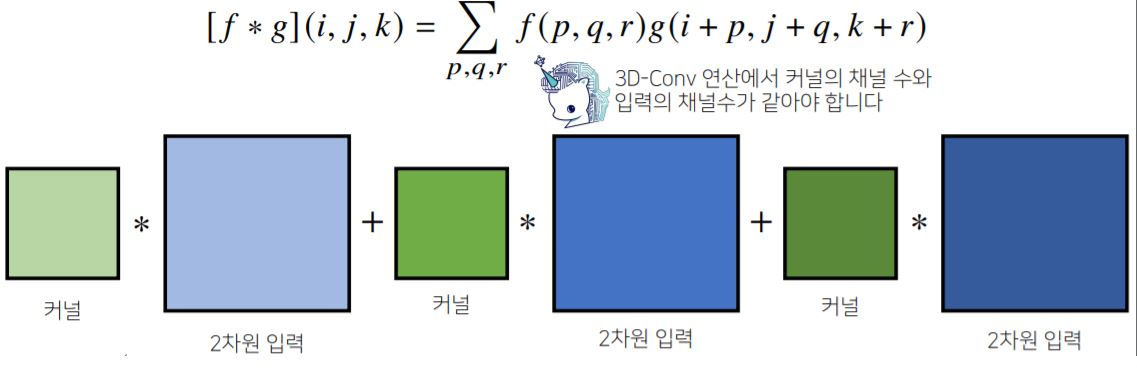 [f * g](i, j, k) = ∑ f(p, q, r)g(i + p, j + q, k + r)
p,q,r
3D-Conv 연산에서 커널의 채널 수와
입력의 채널수가 같아야 합니다
* + * + *
커널 커널 커널
2차원 입력 2차원 입력 2차원 입력